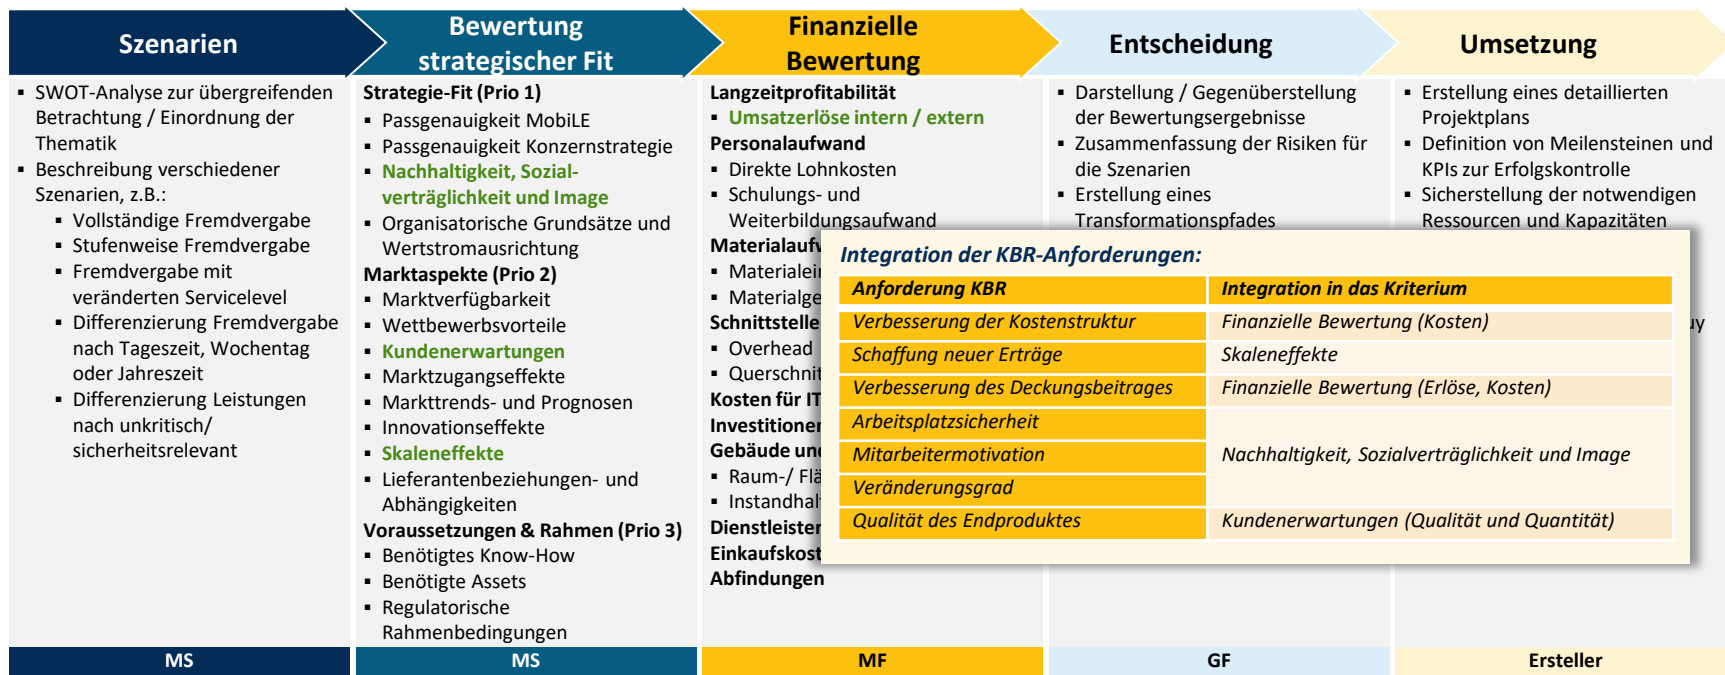 Szenarien
▪ SWOT-Analyse zur übergreifenden
Betrachtung / Einordnung der
Thematik
▪ Beschreibung verschiedener
Szenarien, z.B.:
▪ Vollständige Fremdvergabe
▪ Stufenweise Fremdvergabe
▪ Fremdvergabe mit
veränderten Servicelevel
▪ Differenzierung Fremdvergabe
nach Tageszeit, Wochentag
oder Jahreszeit
▪ Differenzierung Leistungen
nach unkritisch/
sicherheitsrelevant
MS
Bewertung
strategischer Fit
Strategie-Fit (Prio 1)
▪ Passgenauigkeit MobiLE
▪ Passgenauigkeit Konzernstrategie
▪ Nachhaltigkeit, Sozial-
verträglichkeit und Image
▪ Organisatorische Grundsätze und
Wertstromausrichtung
Marktaspekte (Prio 2)
▪ Marktverfügbarkeit
▪ Wettbewerbsvorteile
▪ Kundenerwartungen
▪ Marktzugangseffekte
▪ Markttrends- und Prognosen
▪ Innovationseffekte
▪ Skaleneffekte
▪ Lieferantenbeziehungen- und
Abhängigkeiten
Voraussetzungen & Rahmen (Prio 3)
▪ Benötigtes Know-How
▪ Benötigte Assets
▪ Regulatorische
Rahmenbedingungen
MS
Finanzielle
Bewertung
Langzeitprofitabilität
▪ Umsatzerlöse intern / extern
Personalaufwand
▪ Direkte Lohnkosten
▪ Schulungs- und
Weiterbildungsaufwand
▪ Overhead
Kosten für IT
Gebäude
▪ Raum-/
Abfindungen
MF
Entscheidung
▪ Darstellung / Gegenüberstellung
der Bewertungsergebnisse
▪ Zusammenfassung der Risiken für
die Szenarien
▪ Erstellung eines
Transformationspfades
GF
Umsetzung
▪ Erstellung eines detaillierten
Projektplans
▪ Definition von Meilensteinen und
KPIs zur Erfolgskontrolle
▪ Sicherstellung der notwendigen
Ressourcen und Kapazitäten
Ersteller
Integration der KBR-Anforderungen:
Anforderung KBR Integration in das Kriterium
Verbesserung der Kostenstruktur Finanzielle Bewertung (Kosten)
Schaffung neuer Erträge Skaleneffekte
Verbesserung des Deckungsbeitrages Finanzielle Bewertung (Erlöse, Kosten)
Arbeitsplatzsicherheit
Mitarbeitermotivation Nachhaltigkeit, Sozialverträglichkeit und Image
Veränderungsgrad
Qualität des Endproduktes Kundenerwartungen (Qualität und Quantität)